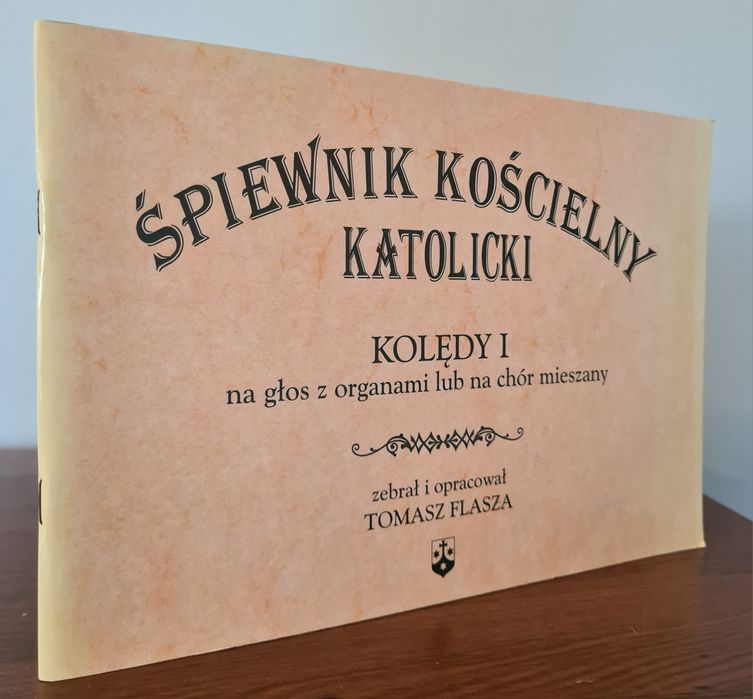 ŚPIEWNIK KOŚCIELNY
KATOLICKI
KOLĘDY I
na głos z organami lub na chór mieszany
zebrał i opracował
TOMASZ FLASZA